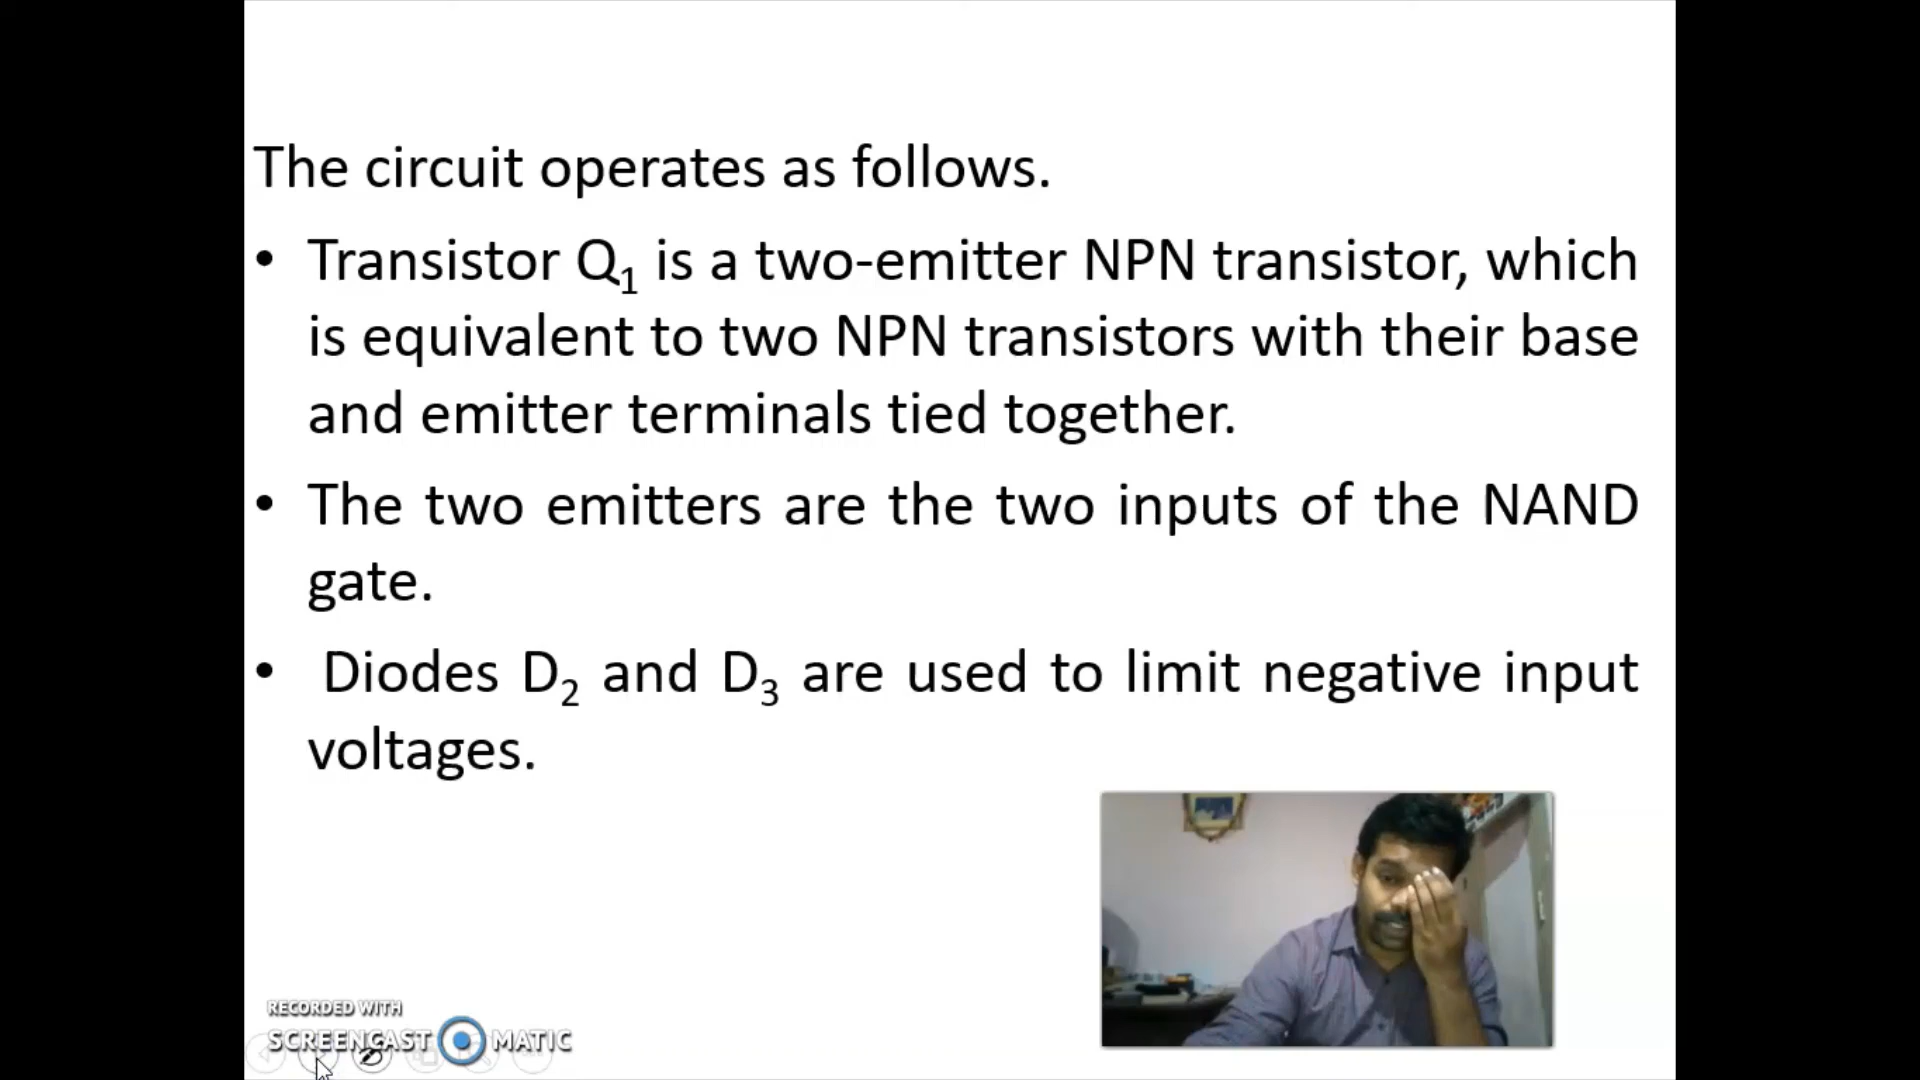 The circuit operates as follows.
• Transistor Q₁ is a two-emitter NPN transistor, which
is equivalent to two NPN transistors with their base
and emitter terminals tied together.
• The two emitters are the two inputs of the NAND
gate.
• Diodes D₂ and D₃ are used to limit negative input
voltages.
RECORDED WITH
SCREENCAST MATIC